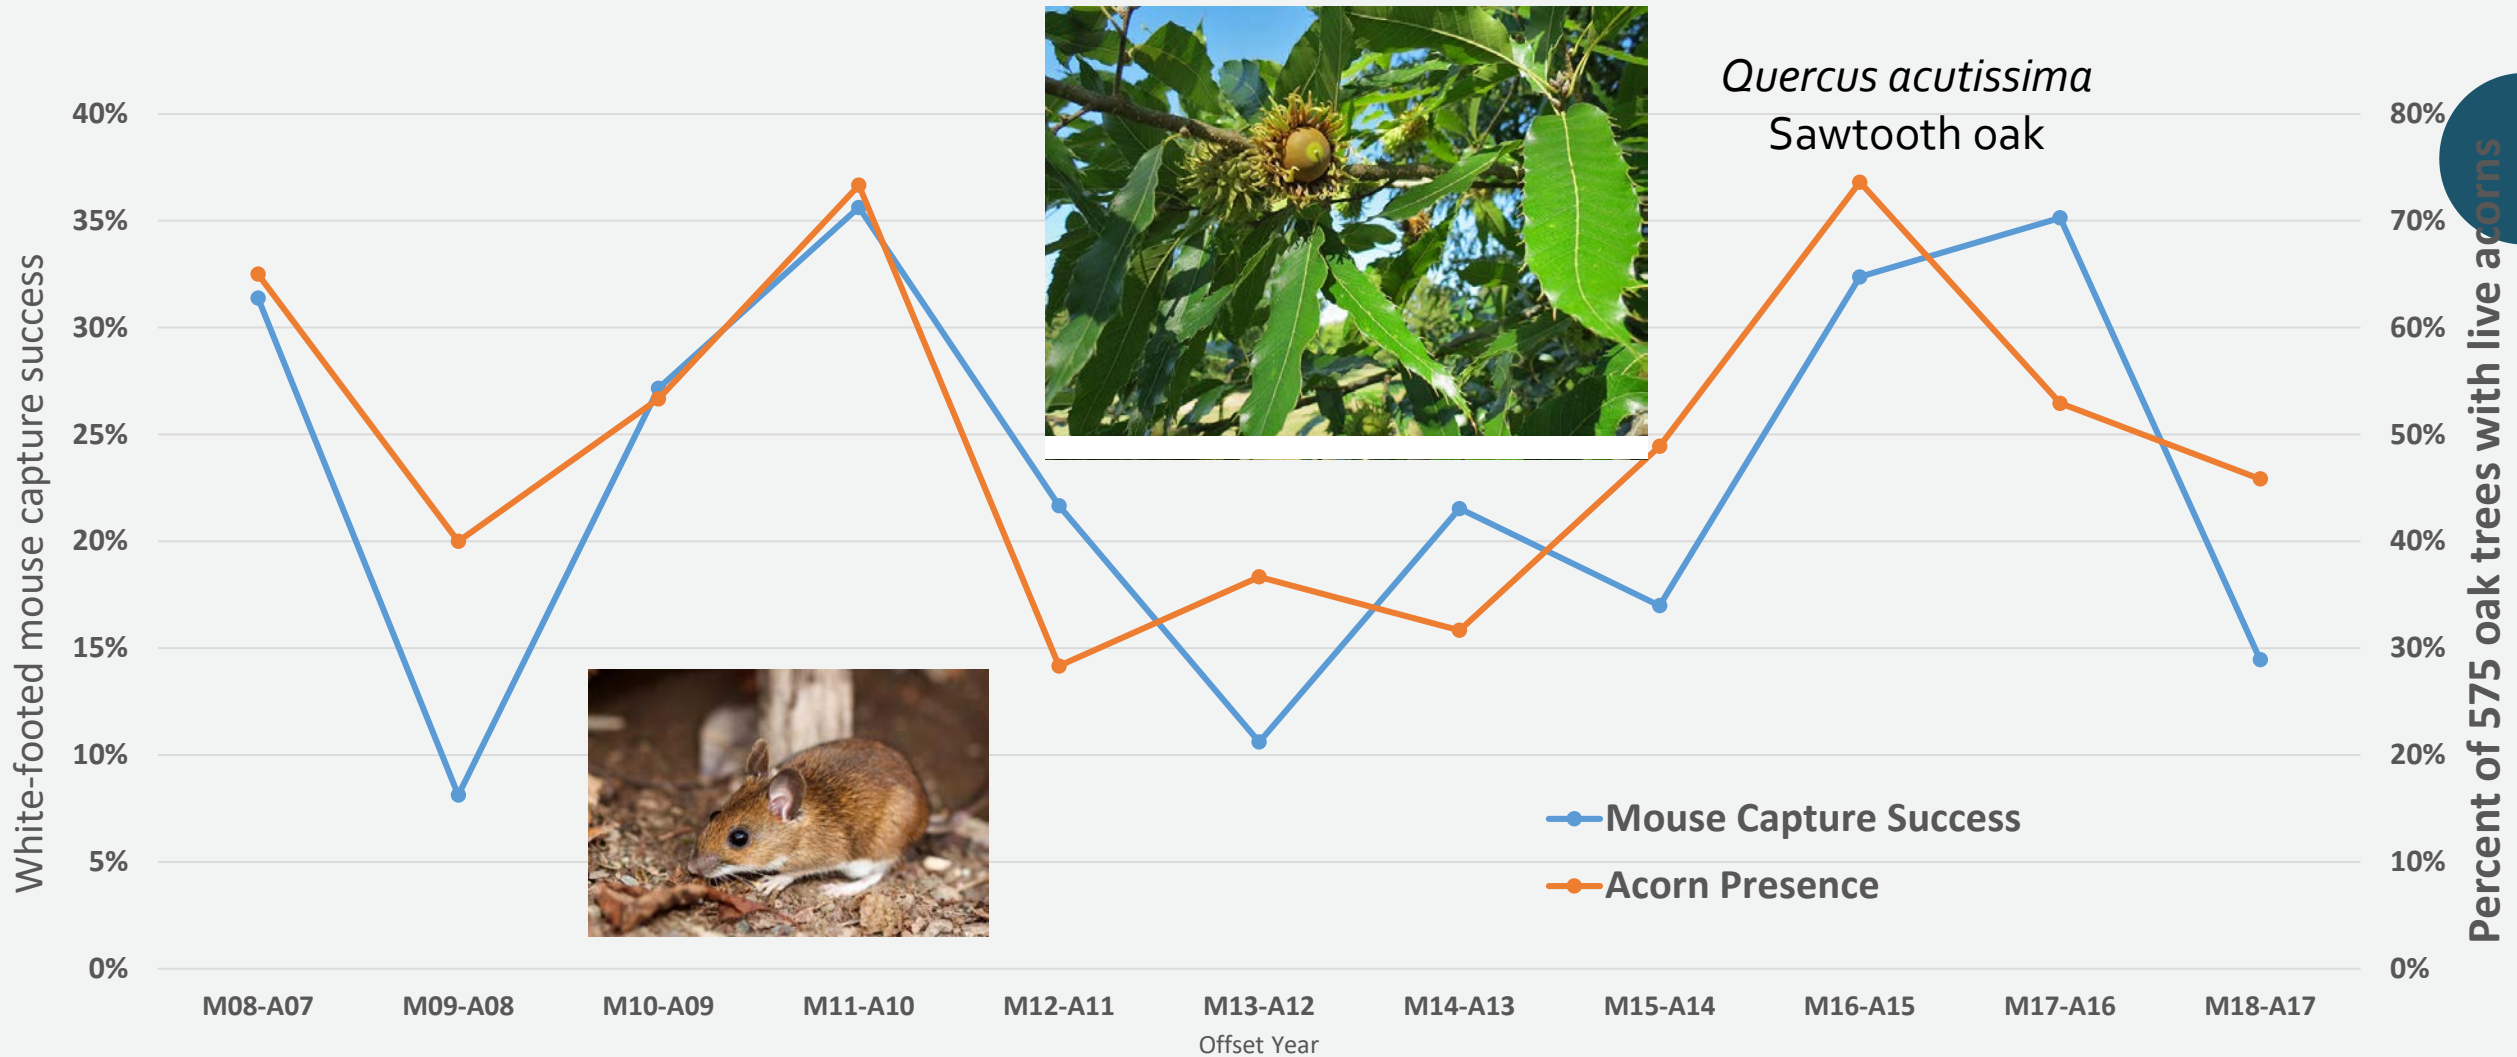 Quercus acutissima
Sawtooth oak
White-footed mouse capture success
40%
35%
30%
25%
20%
15%
10%
5%
0%
80%
70%
60%
50%
40%
30%
20%
10%
0%
Percent of 575 oak trees with live acorns
Mouse Capture Success
Acorn Presence
M08-A07 M09-A08 M10-A09 M11-A10 M12-A11 M13-A12 M14-A13 M15-A14 M16-A15 M17-A16 M18-A17
Offset Year